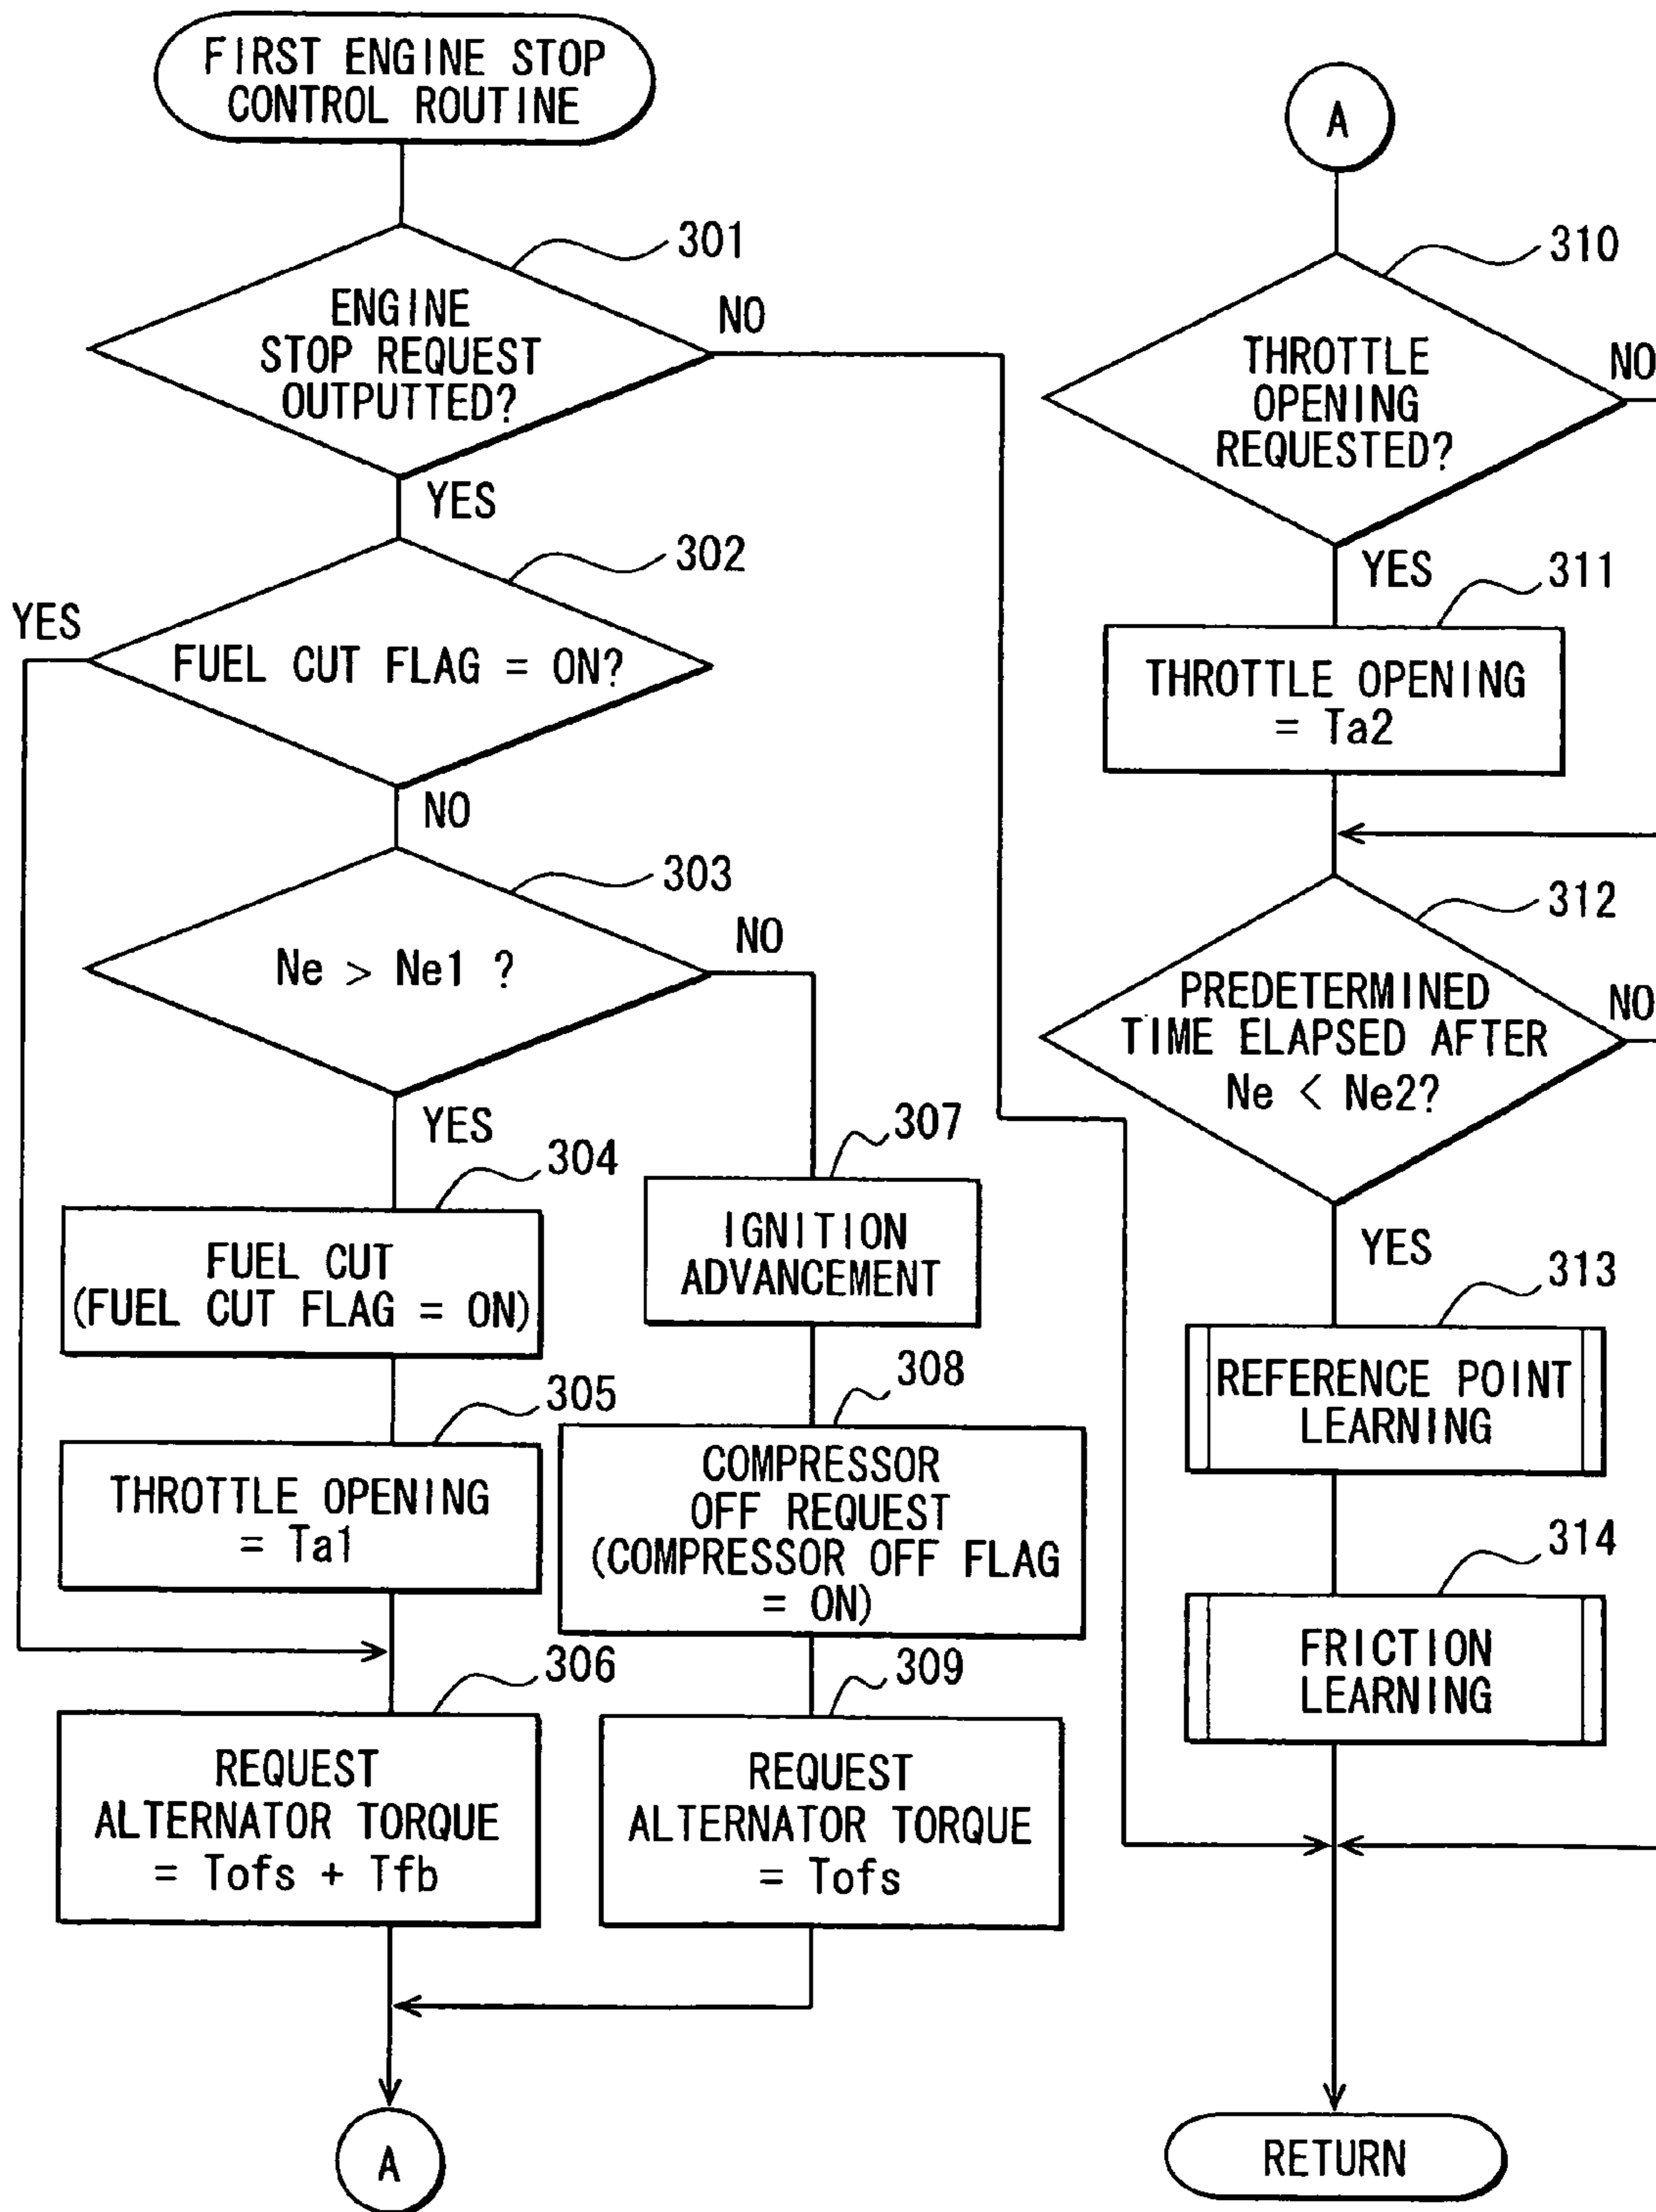 FIRST ENGINE STOP
CONTROL ROUTINE
301
ENGINE
STOP REQUEST
OUTPUTTED?
NO
YES
302
YES
FUEL CUT FLAG = ON?
NO
303
Ne > Ne1 ?
NO
YES
304
FUEL CUT
(FUEL CUT FLAG = ON)
305
THROTTLE OPENING
= Ta1
306
REQUEST
ALTERNATOR TORQUE
= Tofs + Tfb
307
IGNITION
ADVANCEMENT
308
COMPRESSOR
OFF REQUEST
(COMPRESSOR OFF FLAG
= ON)
309
REQUEST
ALTERNATOR TORQUE
= Tofs
A
A
310
THROTTLE
OPENING
REQUESTED?
NO
YES
311
THROTTLE OPENING
= Ta2
312
PREDETERMINED
TIME ELAPSED AFTER
Ne < Ne2?
NO
YES
313
REFERENCE POINT
LEARNING
314
FRICTION
LEARNING
RETURN